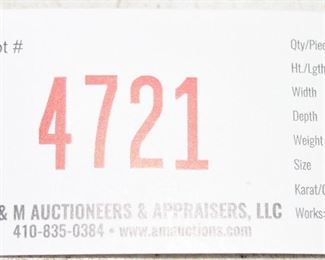 ot #
4721
& M AUCTIONEERS & APPRAISERS, LLC
410-835-0384 • www.amauctions.com
Qty/Piec
Ht./Lgth
Width
Depth
Weight
Size
Karat/C
Works: